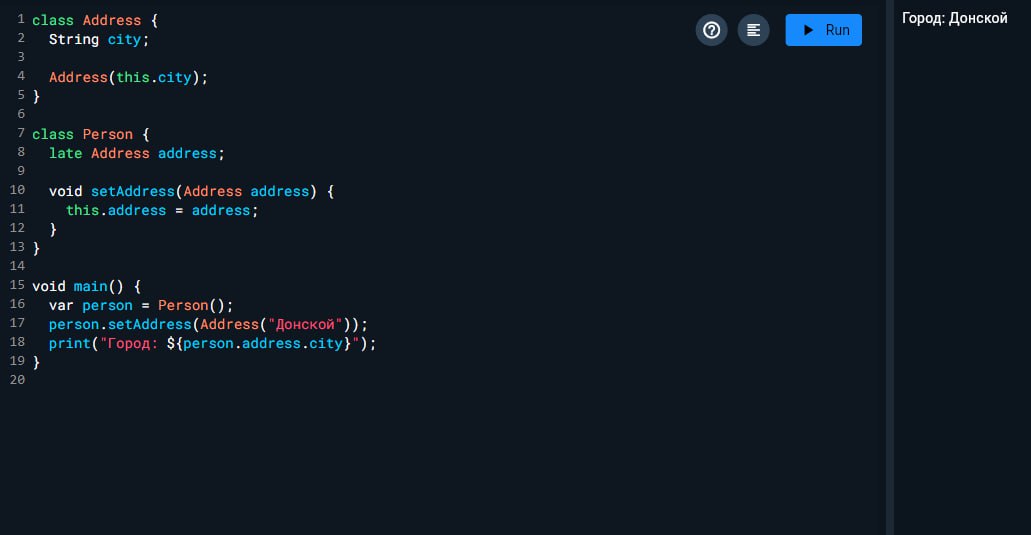 1 class Address {
2   String city;
3
4   Address(this.city);
5 }
6
7 class Person {
8   late Address address;
9
10   void setAddress(Address address) {
11     this.address = address;
12   }
13 }
14
15 void main() {
16   var person = Person();
17   person.setAddress(Address("Донской"));
18   print("Город: ${person.address.city}");
19 }
20
Run
Город: Донской